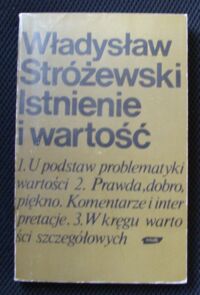 Władysław
Stróżewski
Istnienie
i wartość
1. U podstaw problematyki
wartości 2. Prawda, dobro,
piękno. Komentarze i inter
pretacje. 3. W kręgu warto
ści szczegółowych
znak